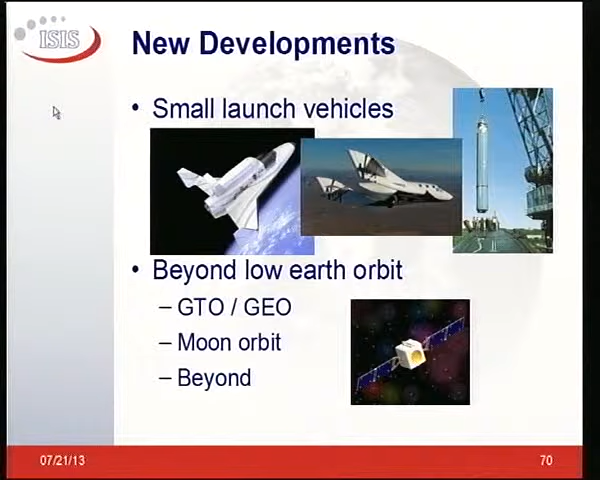 ISIS
New Developments
• Small launch vehicles
• Beyond low earth orbit
– GTO / GEO
– Moon orbit
– Beyond
07/21/13
70